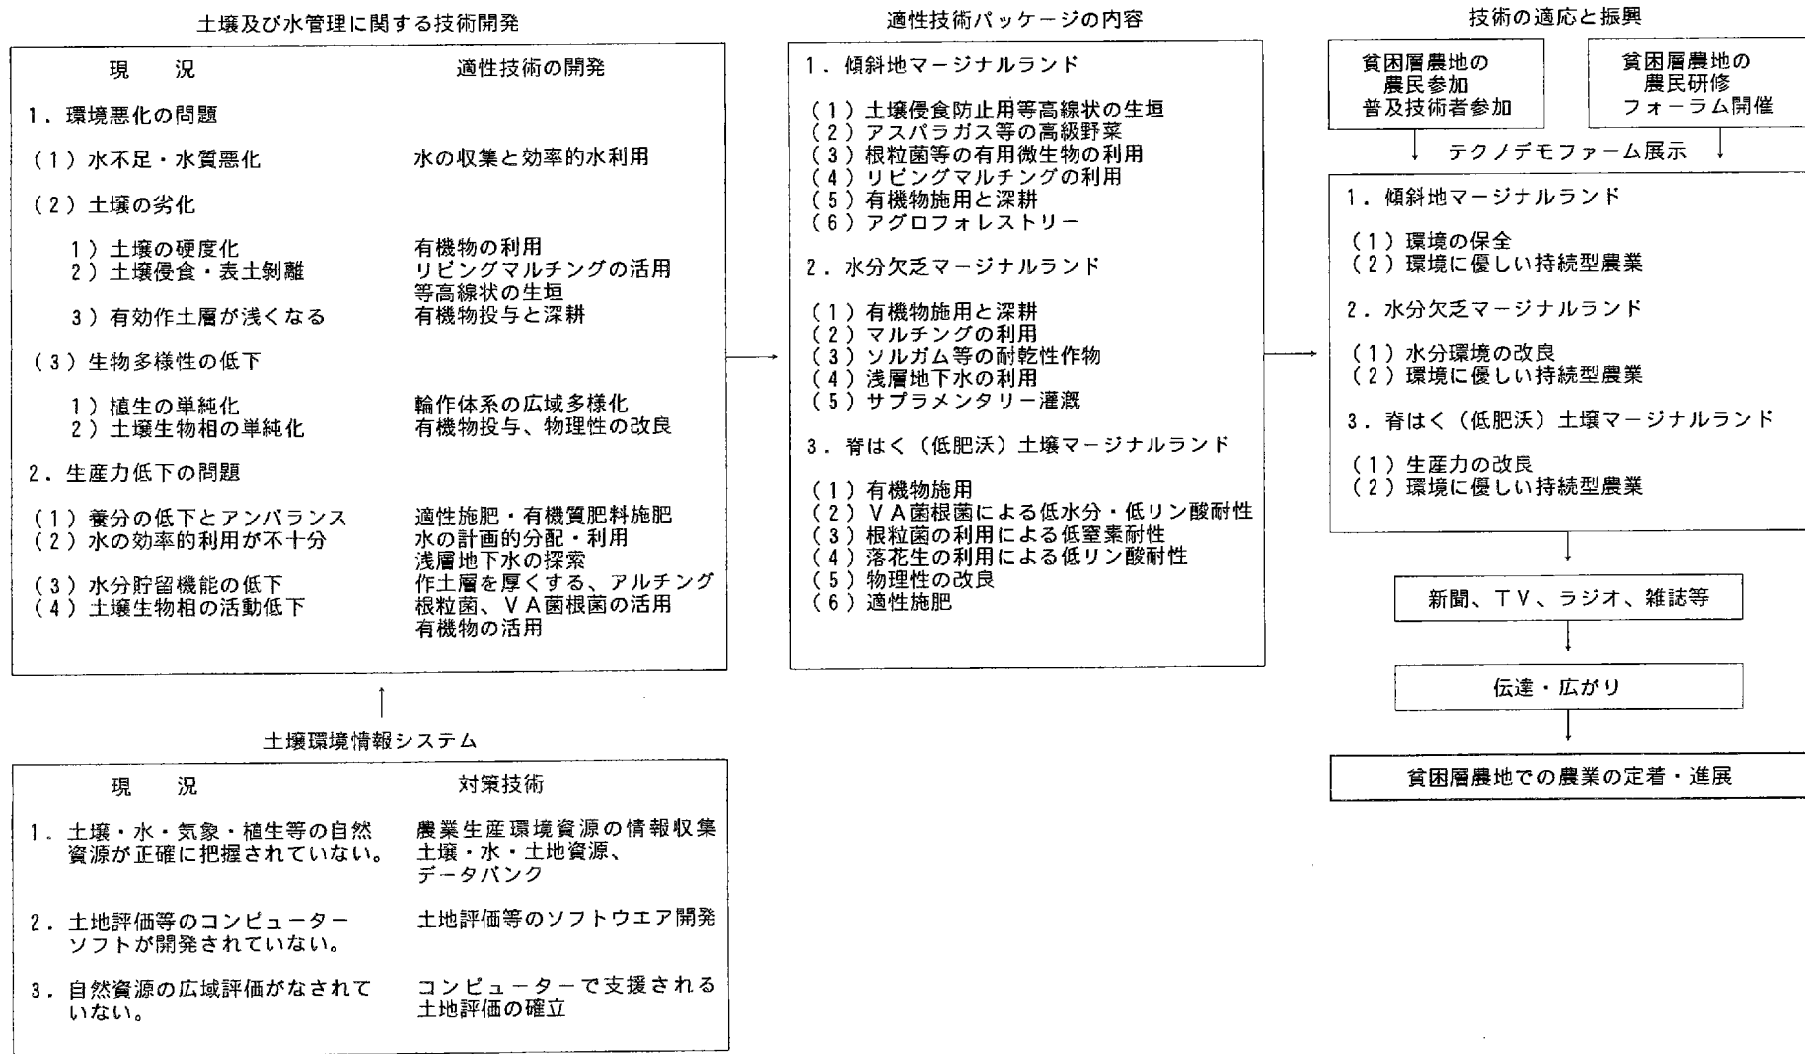 土壌及び水管理に関する技術開発
現　況　適性技術の開発
1．環境悪化の問題
(1)水不足・水質悪化　水の収集と効率的水利用
(2)土壌の劣化
1)土壌の硬度化　有機物の利用
2)土壌侵食・表土剝離　リビングマルチングの活用
等高線状の生垣
3)有効作土層が浅くなる　有機物投与と深耕
(3)生物多様性の低下
1)植生の単純化　輪作体系の広域多様化
2)土壌生物相の単純化　有機物投与、物理性の改良
2．生産力低下の問題
(1)養分の低下とアンバランス　適性施肥・有機質肥料施肥
(2)水の効率的利用が不十分　水の計画的分配・利用
浅層地下水の探索
(3)水分貯留機能の低下　作土層を厚くする、アルチング
(4)土壌生物相の活動低下　根粒菌、VA菌根菌の活用
有機物の活用
土壌環境情報システム
現　況　対策技術
1．土壌・水・気象・植生等の自然　農業生産環境資源の情報収集
資源が正確に把握されていない。　土壌・水・土地資源、
データバンク
2．土地評価等のコンピューター　土地評価等のソフトウエア開発
ソフトが開発されていない。
3．自然資源の広域評価がなされて　コンピューターで支援される
いない。　土地評価の確立
適性技術パッケージの内容
1．傾斜地マージナルランド
(1)土壌侵食防止用等高線状の生垣
(2)アスパラガス等の高級野菜
(3)根粒菌等の有用微生物の利用
(4)リビングマルチングの利用
(5)有機物施用と深耕
(6)アグロフォレストリー
2．水分欠乏マージナルランド
(1)有機物施用と深耕
(2)マルチングの利用
(3)ソルガム等の耐乾性作物
(4)浅層地下水の利用
(5)サプラメンタリー灌漑
3．脊はく(低肥沃)土壌マージナルランド
(1)有機物施用
(2)VA菌根菌による低水分・低リン酸耐性
(3)根粒菌の利用による低窒素耐性
(4)落花生の利用による低リン酸耐性
(5)物理性の改良
(6)適性施肥
技術の適応と振興
貧困層農地の
農民参加
普及技術者参加
貧困層農地の
農民研修
フォーラム開催
テクノデモファーム展示
1．傾斜地マージナルランド
(1)環境の保全
(2)環境に優しい持続型農業
2．水分欠乏マージナルランド
(1)水分環境の改良
(2)環境に優しい持続型農業
3．脊はく(低肥沃)土壌マージナルランド
(1)生産力の改良
(2)環境に優しい持続型農業
新聞、TV、ラジオ、雑誌等
伝達・広がり
貧困層農地での農業の定着・進展